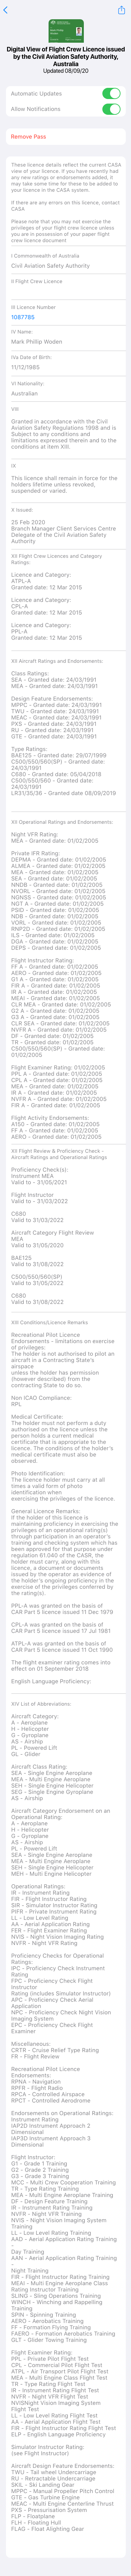 Digital View of Flight Crew Licence issued
by the Civil Aviation Safety Authority,
Australia
Updated 08/09/20
Automatic Updates
Allow Notifications
Remove Pass
These licence details reflect the current CASA
view of your licence. If you have recently had
any new ratings or endorsements added, it
may take some time for these to be added to
your licence in the CASA system.
If there are any errors on this licence, contact
CASA
Please note that you may not exercise the
privileges of your flight crew licence unless
you are in possession of your paper flight
crew licence document
I Commonwealth of Australia
Civil Aviation Safety Authority
II Flight Crew Licence
III Licence Number
1087785
IV Name:
Mark Phillip Woden
IVa Date of Birth:
11/12/1985
VI Nationality:
Australian
VIII
Granted in accordance with the Civil
Aviation Safety Regulations 1998 and is
Subject to any conditions and
limitations expressed therein and to the
conditions at item XIII.
IX
This licence shall remain in force for the
holders lifetime unless revoked,
suspended or varied.
X Issued:
25 Feb 2020
Branch Manager Client Services Centre
Delegate of the Civil Aviation Safety
Authority
XII Flight Crew Licences and Category
Ratings:
Licence and Category:
ATPL-A
Granted date: 12 Mar 2015
Licence and Category:
CPL-A
Granted date: 12 Mar 2015
Licence and Category:
PPL-A
Granted date: 12 Mar 2015
XII Aircraft Ratings and Endorsements:
Class Ratings:
SEA - Granted date: 24/03/1991
MEA - Granted date: 24/03/1991
Design Feature Endorsements:
MPPC - Granted date: 24/03/1991
TWU - Granted date: 24/03/1991
MEAC - Granted date: 24/03/1991
PXS - Granted date: 24/03/1991
RU - Granted date: 24/03/1991
GTE - Granted date: 24/03/1991
Type Ratings:
BAE125 - Granted date: 29/07/1999
C500/550/560(SP) - Granted date:
24/03/1991
C680 - Granted date: 05/04/2011
C500/550/560 - Granted date:
24/03/1991
LR31/35/36 - Granted date 08/09/2019
XII Operational Ratings and Endorsements:
Night VFR Rating:
MEA - Granted date: 01/02/2005
Private IFR Rating:
DEPMA - Granted date: 01/02/2005
ALMEA - Granted date: 01/02/2005
MEA - Granted date: 01/02/2005
SEA - Granted date: 01/02/2005
NNDB - Granted date: 01/02/2005
NVORL - Granted date: 01/02/2005
NGNSS - Granted date: 01/02/2005
NGT A - Granted date: 01/02/2005
PSID - Granted date: 01/02/2005
NDB - Granted date: 01/02/2005
VORL - Granted date: 01/02/2005
RNP2D - Granted date: 01/02/2005
ILS - Granted date: 01/02/2005
DGA - Granted date: 01/02/2005
DEPS - Granted date: 01/02/2005
Flight Instructor Rating:
FF A - Granted date: 01/02/2005
AERO - Granted date: 01/02/2005
G1 A - Granted date: 01/02/2005
FIR A - Granted date: 01/02/2005
IR A - Granted date: 01/02/2005
MEAI - Granted date: 01/02/2005
CLR MEA - Granted date: 01/02/2005
G2 A - Granted date: 01/02/2005
G3 A - Granted date: 01/02/2005
CLR SEA - Granted date: 01/02/2005
NVFR A - Granted date: 01/02/2005
DF - Granted date: 01/02/2005
TR - Granted date: 01/02/2005
C500/550/560(SP) - Granted date:
01/02/2005
Flight Examiner Rating: 01/02/2005
PPL A - Granted date: 01/02/2005
CPL A - Granted date: 01/02/2005
MEA - Granted date: 01/02/2005
IR A - Granted date: 01/02/2005
NVFR A - Granted date: 01/02/2005
FIR A - Granted date: 01/02/2005
Flight Activity Endorsements:
A150 - Granted date: 01/02/2005
FF A - Granted date: 01/02/2005
AERO - Granted date: 01/02/2005
XII Flight Review & Proficiency Check -
Aircraft Ratings and Operational Ratings
Proficiency Check(s):
Instrument MEA
Valid to - 31/05/2021
Flight Instructor
Valid to - 31/03/2022
C680
Valid to 31/03/2022
Aircraft Category Flight Review
MEA
Valid to 31/05/2020
BAE125
Valid to 31/08/2022
C500/550/560(SP)
Valid to 31/05/2022
C680
Valid to 31/08/2022
XIII Conditions/Licence Remarks
Recreational Pilot Licence
Endorsements - limitations on exercise
of privileges:
The holder is not authorised to pilot an
aircraft in a Contracting State's
airspace
unless the holder has permission
(however described) from the
contracting State to do so.
Non ICAO Compliance:
RPL
Medical Certificate:
The holder must not perform a duty
authorised on the licence unless the
person holds a current medical
certificate that is appropriate to the
licence. The conditions of the holder's
medical certificate must also be
observed.
Photo Identification:
The licence holder must carry at all
times a valid form of photo
identification when
exercising the privileges of the licence.
General Licence Remarks:
If the holder of this licence is
maintaining proficiency in exercising the
privileges of an operational rating(s)
through participation in an operator's
training and checking system which has
been approved for that purpose under
regulation 61.040 of the CASR, the
holder must carry, along with this
licence, a document or documents
issued by the operator as evidence of
the holder's ongoing proficiency in the
exercise of the privileges conferred by
the rating(s).
PPL-A was granted on the basis of
CAR Part 5 licence issued 11 Dec 1979
CPL-A was granted on the basis of
CAR Part 5 licence issued 17 Jul 1981
ATPL-A was granted on the basis of
CAR Part 5 licence issued 11 Oct 1990
The flight examiner rating comes into
effect on 01 September 2018
English Language Proficiency:
XIV List of Abbreviations:
Aircraft Category:
A - Aeroplane
H - Helicopter
G - Gyroplane
AS - Airship
PL - Powered Lift
GL - Glider
Aircraft Class Rating:
SEA - Single Engine Aeroplane
MEA - Multi Engine Aeroplane
SEH - Single Engine Helicopter
SEG - Single Engine Gyroplane
AS - Airship
Aircraft Category Endorsement on an
Operational Rating:
A - Aeroplane
H - Helicopter
G - Gyroplane
AS - Airship
PL - Powered Lift
SEA - Single Engine Aeroplane
MEA - Multi Engine Aeroplane
SEH - Single Engine Helicopter
MEH - Multi Engine Helicopter
Operational Ratings:
IR - Instrument Rating
FIR - Flight Instructor Rating
SIR - Simulator Instructor Rating
PIFR - Private Instrument Rating
LL - Low Level Rating
AA - Aerial Application Rating
FER - Flight Examiner Rating
NVIS - Night Vision Imaging Rating
NVFR - Night VFR Rating
Proficiency Checks for Operational
Ratings:
IPC - Proficiency Check Instrument
Rating
FPC - Proficiency Check Flight
Instructor
Rating (includes Simulator Instructor)
APC - Proficiency Check Aerial
Application
NPC - Proficiency Check Night Vision
Imaging System
EPC - Proficiency Check Flight
Examiner
Miscellaneous:
CRTR - Cruise Relief Type Rating
FR - Flight Review
Recreational Pilot Licence
Endorsements:
RPNA - Navigation
RPFR - Flight Radio
RPCA - Controlled Airspace
RPCT - Controlled Aerodrome
Endorsements on Operational Ratings:
Instrument Rating
IAP2D Instrument Approach 2
Dimensional
IAP3D Instrument Approach 3
Dimensional
Flight Instructor:
G1 - Grade 1 Training
G2 - Grade 2 Training
G3 - Grade 3 Training
MCC - Multi Crew Cooperation Training
TR - Type Rating Training
MEA - Multi Engine Aeroplane Training
DF - Design Feature Training
IR - Instrument Rating Training
NVFR - Night VFR Training
NVIS - Night Vision Imaging System
Training
LL - Low Level Rating Training
AAD - Aerial Application Rating Training
-
Day Training
AAN - Aerial Application Rating Training
-
Night Training
FIR - Flight Instructor Rating Training
MEAI - Multi Engine Aeroplane Class
Rating Instructor Training
SLING - Sling Operations Training
WINCH - Winching and Rappelling
Training
SPIN - Spinning Training
AERO - Aerobatics Training
FF - Formation Flying Training
FAERO - Formation Aerobatics Training
GLT - Glider Towing Training
Flight Examiner Rating:
PPL - Private Pilot Flight Test
CPL - Commercial Pilot Flight Test
ATPL - Air Transport Pilot Flight Test
MEA - Multi Engine Class Flight Test
TR - Type Rating Flight Test
IR - Instrument Rating Flight Test
NVFR - Night VFR Flight Test
NVISNight Vision Imaging System
Flight Test
LL - Low Level Rating Flight Test
AA - Aerial Application Flight Test
FIR - Flight Instructor Rating Flight Test
ELP - English Language Proficiency
Simulator Instructor Rating:
(see Flight Instructor)
Aircraft Design Feature Endorsements:
TWU - Tail wheel Undercarriage
RU - Retractable Undercarriage
SKIL - Ski Landing Gear
MPPC - Manual Propeller Pitch Control
GTE - Gas Turbine Engine
MEAC - Multi Engine Centerline Thrust
PXS - Pressurisation System
FLP - Floatplane
FLH - Floating Hull
FLAG - Float Alighting Gear